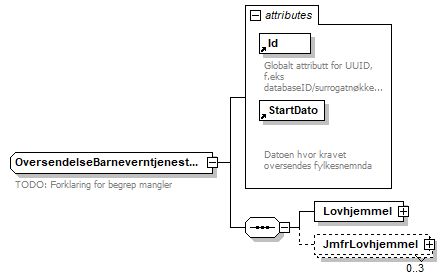 attributes
Id
Globalt attributt for UUID,
f.eks
databaseID/surrogatnøkke...
StartDato
Datoen hvor kravet
oversendes fylkesnemnda
OversendelseBarneverntjenest...
TODO: Forklaring for begrep mangler
Lovhjemmel
JmfrLovhjemmel
0..3